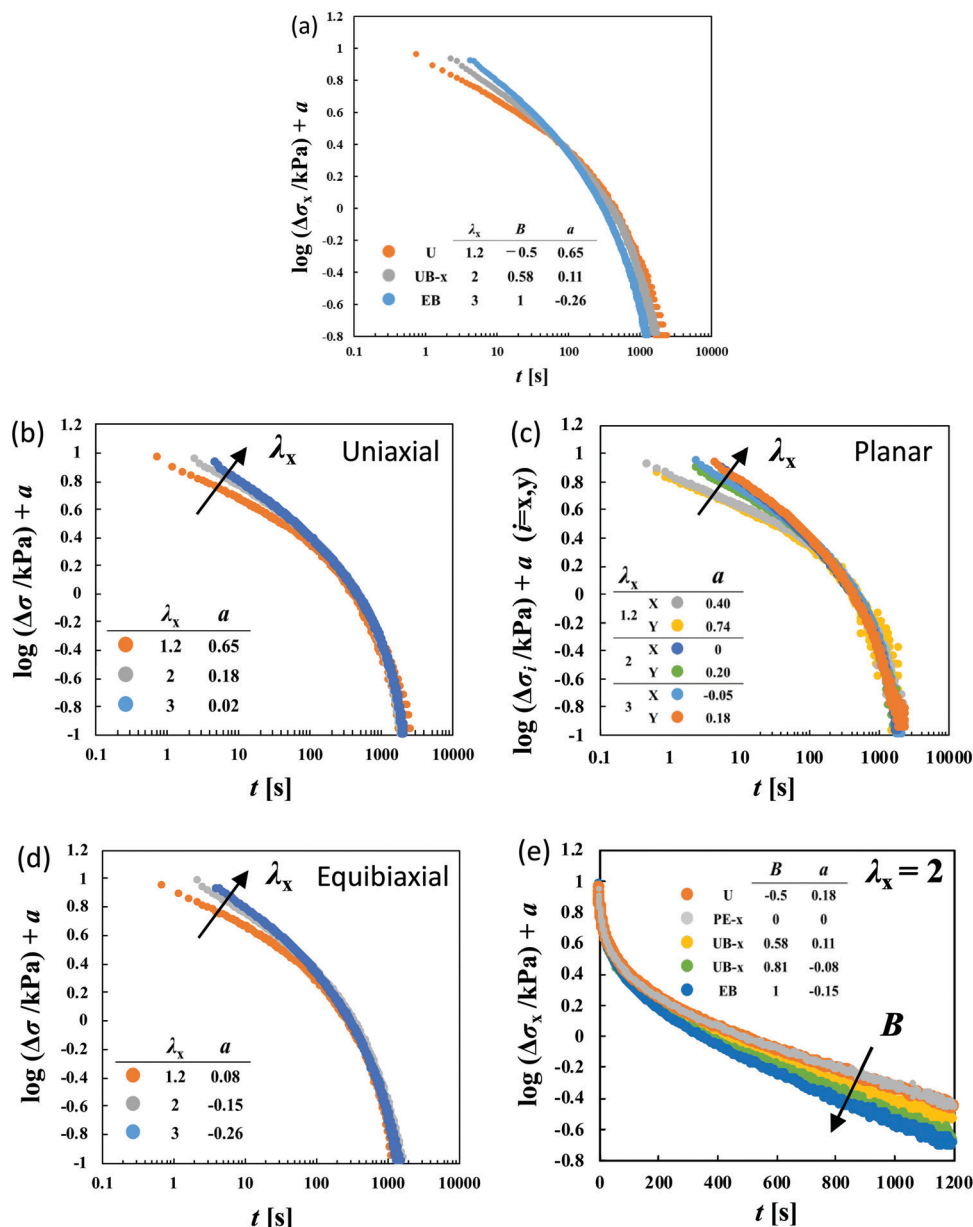 (a)
log (Δσx /kPa) + a
1.2
1
0.8
0.6
0.4
0.2
0
-0.2
-0.4
-0.6
-0.8
λx B a
U 1.2 −0.5 0.65
UB-x 2 0.58 0.11
EB 3 1 -0.26
0.1 1 10 100 1000 10000
t [s]
(b)
log (Δσ /kPa) + a
1.2
1
0.8
0.6
0.4
0.2
0
-0.2
-0.4
-0.6
-0.8
-1
λx
Uniaxial
λx a
1.2 0.65
2 0.18
3 0.02
0.1 1 10 100 1000 10000
t [s]
(c)
log (Δσi /kPa) + a (i=x,y)
1.2
1
0.8
0.6
0.4
0.2
0
-0.2
-0.4
-0.6
-0.8
-1
λx
Planar
λx a
1.2 X 0.40
Y 0.74
2 X 0
Y 0.20
3 X -0.05
Y 0.18
0.1 1 10 100 1000 10000
t [s]
(d)
log (Δσ /kPa) + a
1.2
1
0.8
0.6
0.4
0.2
0
-0.2
-0.4
-0.6
-0.8
-1
λx
Equibiaxial
λx a
1.2 0.08
2 -0.15
3 -0.26
0.1 1 10 100 1000 10000
t [s]
(e)
log (Δσx /kPa) + a
1.2
1
0.8
0.6
0.4
0.2
0
-0.2
-0.4
-0.6
-0.8
B a
λx = 2
U -0.5 0.18
PE-x 0 0
UB-x 0.58 0.11
UB-x 0.81 -0.08
EB 1 -0.15
B
0 200 400 600 800 1000 1200
t [s]